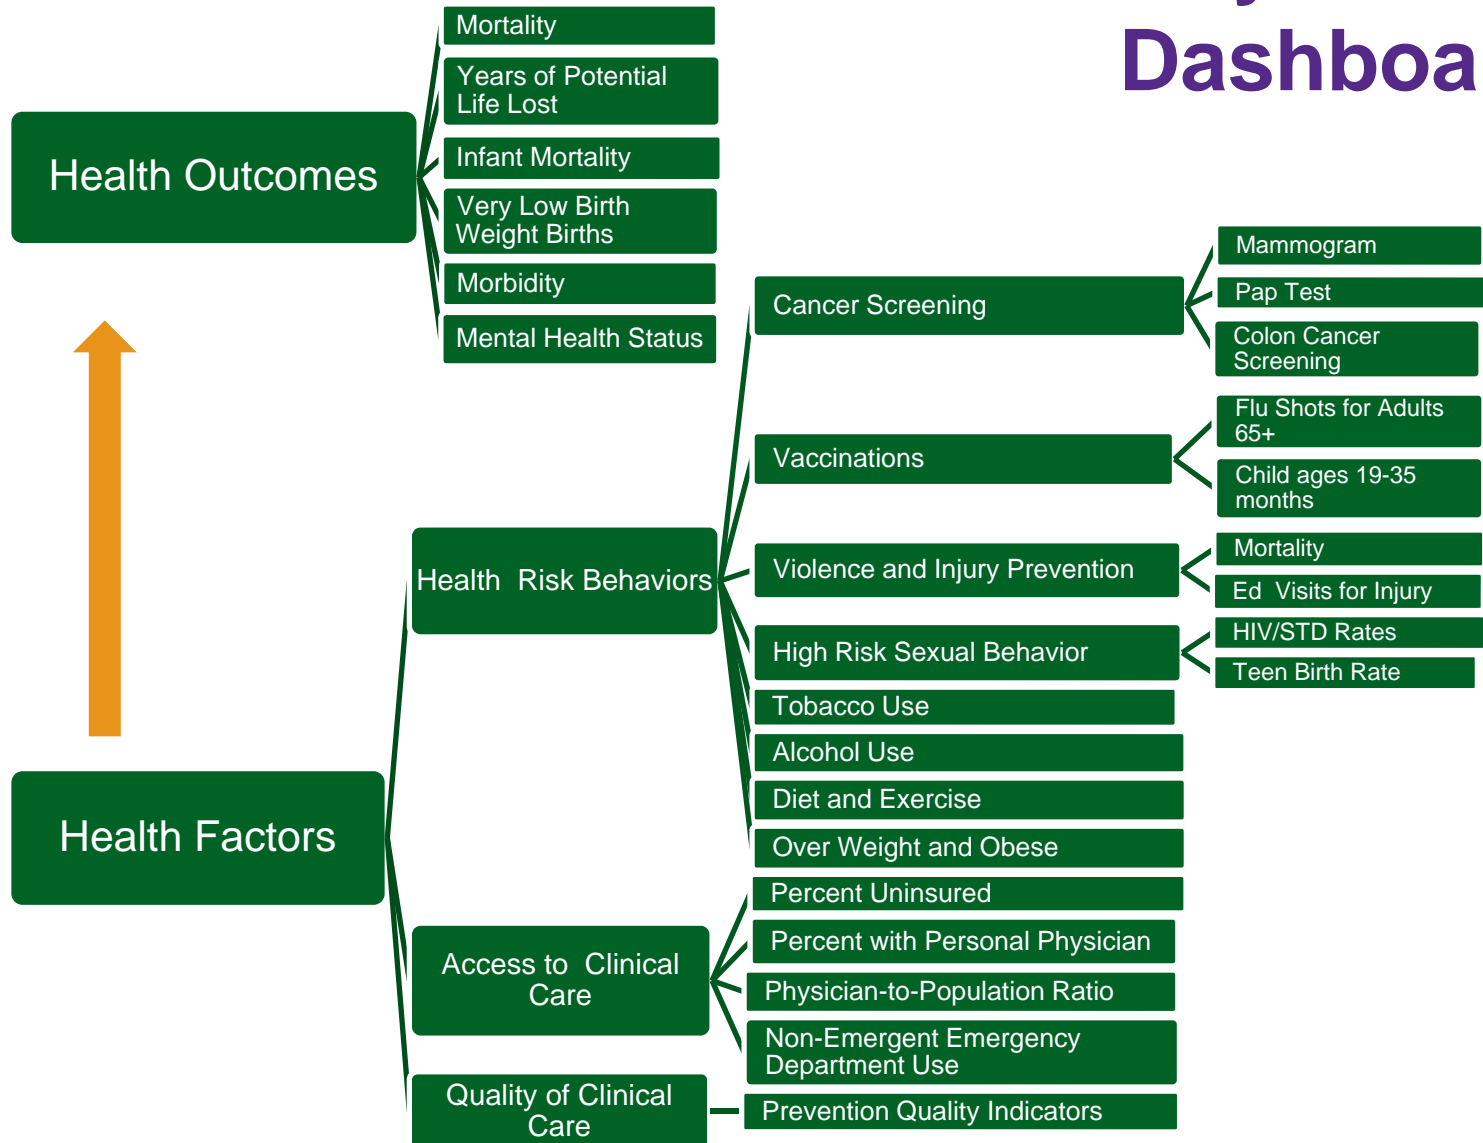 Dashboa
Mortality
Years of Potential
Life Lost
Health Outcomes
Infant Mortality
Very Low Birth
Weight Births
Morbidity
Mental Health Status
Cancer Screening
Mammogram
Pap Test
Colon Cancer
Screening
Vaccinations
Flu Shots for Adults
65+
Child ages 19-35
months
Health  Risk Behaviors
Violence and Injury Prevention
Mortality
Ed  Visits for Injury
High Risk Sexual Behavior
HIV/STD Rates
Teen Birth Rate
Tobacco Use
Alcohol Use
Diet and Exercise
Over Weight and Obese
Health Factors
Access to  Clinical
Care
Percent Uninsured
Percent with Personal Physician
Physician-to-Population Ratio
Non-Emergent Emergency
Department Use
Quality of Clinical
Care
Prevention Quality Indicators